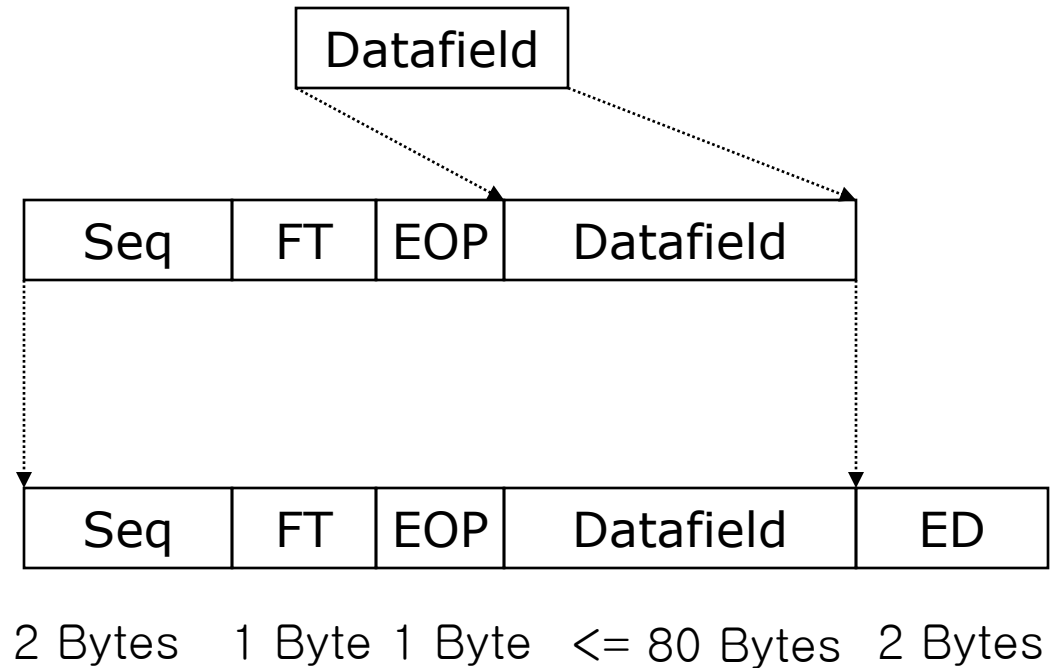 Datafield
Seq FT EOP Datafield
Seq FT EOP Datafield ED
2 Bytes 1 Byte 1 Byte <= 80 Bytes 2 Bytes